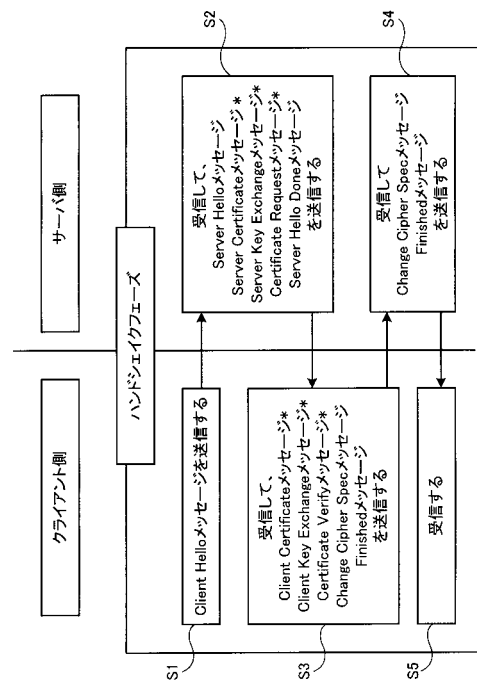 クライアント側
サーバ側
ハンドシェイクフェーズ
S1
Client Helloメッセージを送信する
S2
受信して、
Server Helloメッセージ
Server Certificateメッセージ*
Server Key Exchangeメッセージ*
Certificate Requestメッセージ*
Server Hello Doneメッセージ
を送信する
S3
受信して、
Client Certificateメッセージ*
Client Key Exchangeメッセージ*
Certificate Verifyメッセージ*
Change Cipher Specメッセージ
Finishedメッセージ
を送信する
S4
受信して
Change Cipher Specメッセージ
Finishedメッセージ
を送信する
S5
受信する